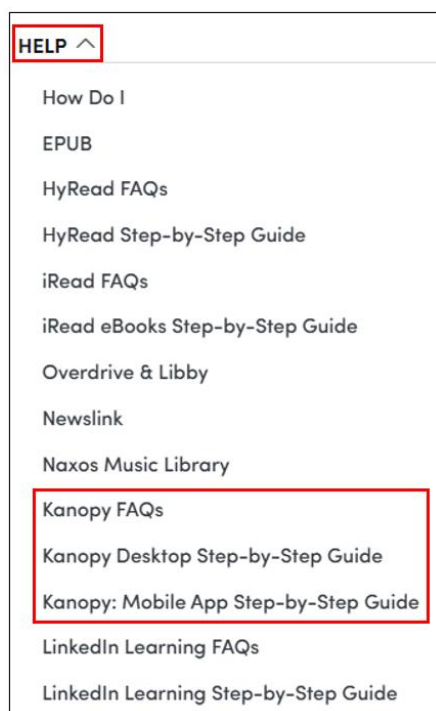 HELP
How Do I
EPUB
HyRead FAQs
HyRead Step-by-Step Guide
iRead FAQs
iRead eBooks Step-by-Step Guide
Overdrive & Libby
Newslink
Naxos Music Library
Kanopy FAQs
Kanopy Desktop Step-by-Step Guide
Kanopy: Mobile App Step-by-Step Guide
LinkedIn Learning FAQs
LinkedIn Learning Step-by-Step Guide